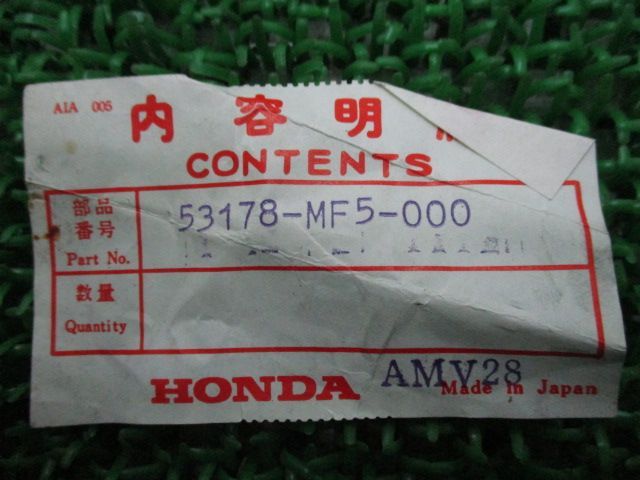 AIA 005
内容明
CONTENTS
部品
番号
Part No.
53178-MF5-000
数量
Quantity
HONDA
AMV28
Made in Japan